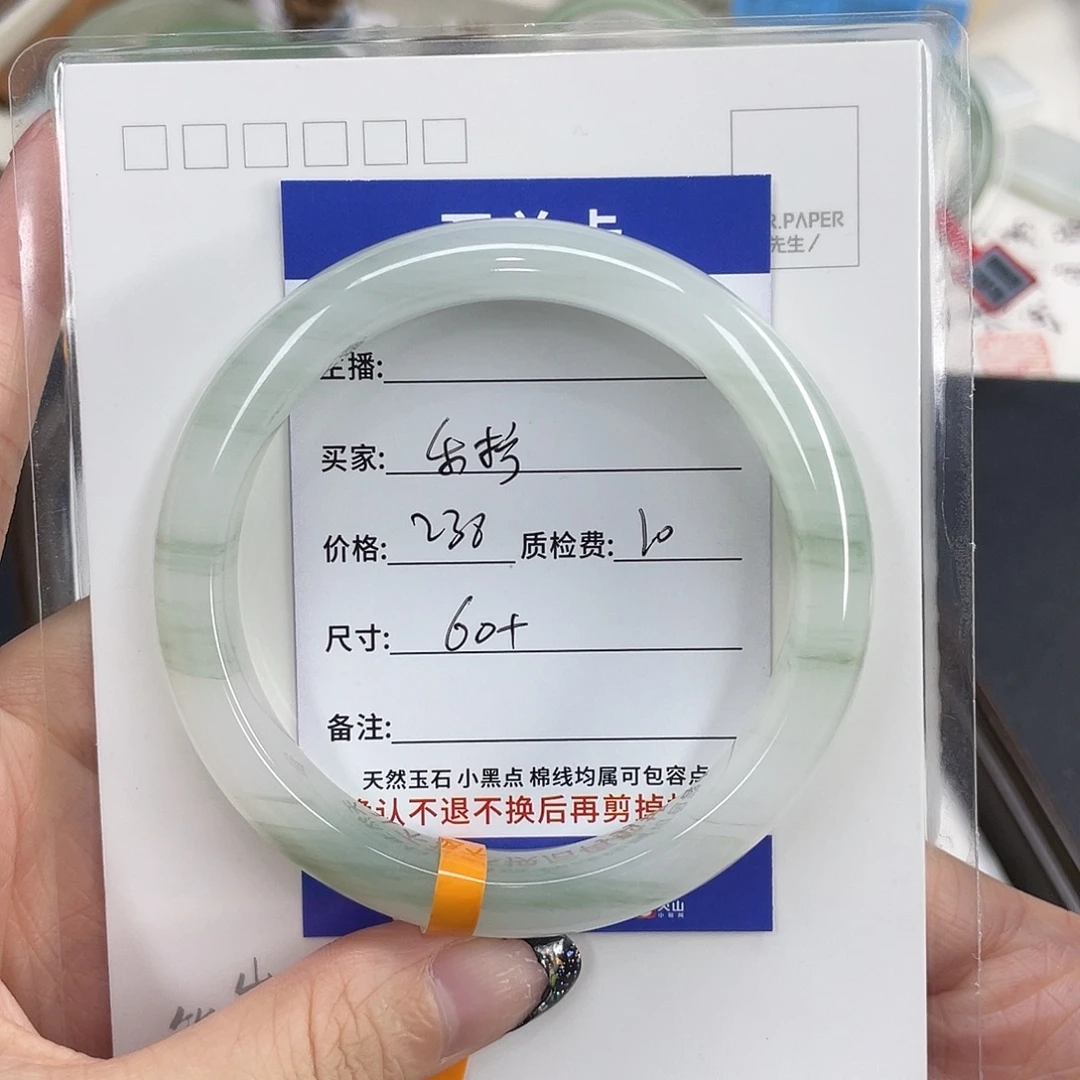 R.PAPER
先生/
主播:
买家:
价格: 238 质检费: 10
尺寸: 60+
备注:
天然玉石 小黑点 棉线均属可包容点
确认不退不换后再剪掉